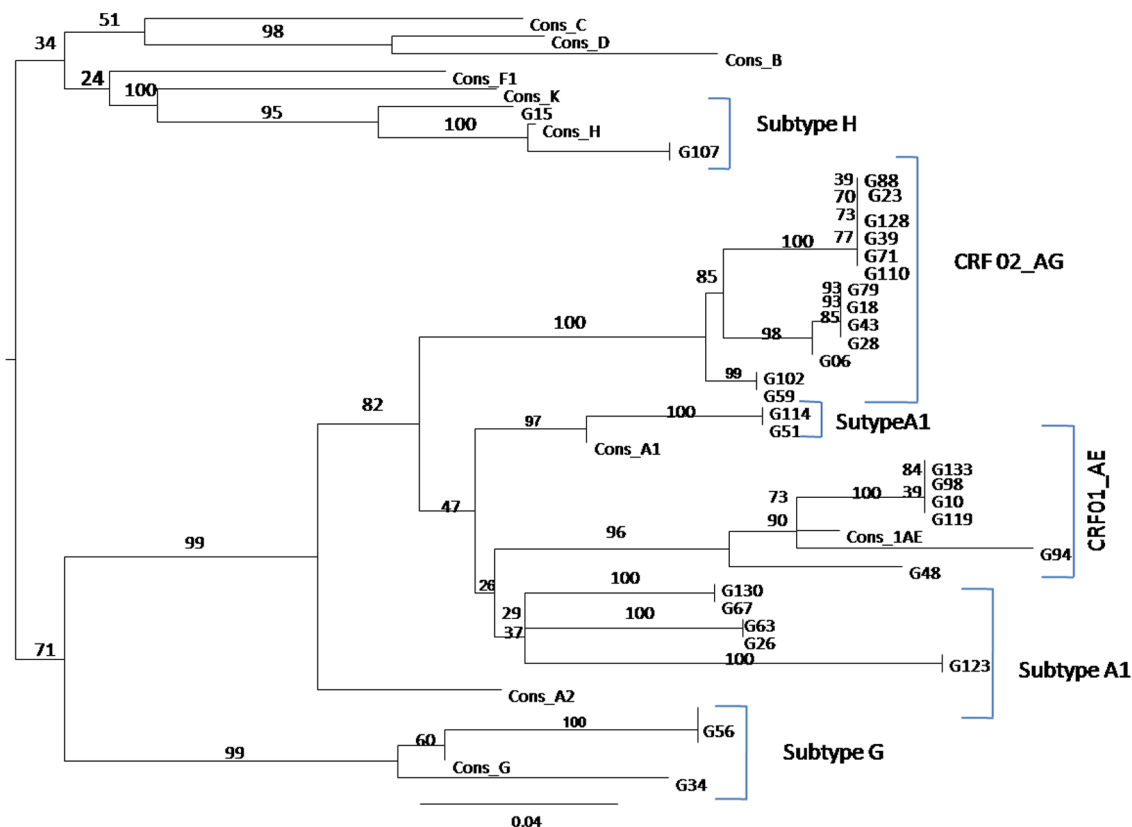 51
Cons_C
34
98
Cons_D
Cons_B
24
Cons_F1
100
Cons_K
95
G15
100
Cons_H
Subtype H
G107
39 G88
70 G23
73 G128
77 G39
100
G71
G110
CRF 02_AG
85
93 G79
93 G18
85 G43
100
98
G28
G06
99 G102
G59
82
97
100
G114
G51
SutypeA1
Cons_A1
84 G133
G98
73
100
39
G10
G119
CRF01_AE
47
90
Cons_1AE
99
96
G94
G48
26
100
G130
G67
29
100
G63
37
G26
100
G123
Subtype A1
71
Cons_A2
100
G56
60
Subtype G
99
Cons_G
G34
0.04